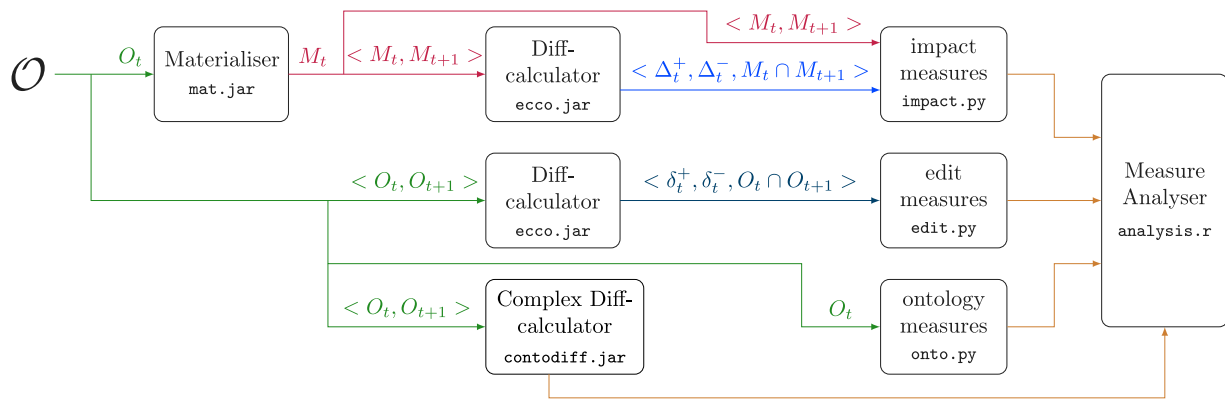 𝒪
O_t
Materialiser
mat.jar
M_t
< M_t, M_{t+1} >
Diff-
calculator
ecco.jar
< M_t, M_{t+1} >
< Δ_t^+, Δ_t^-, M_t ∩ M_{t+1} >
impact
measures
impact.py
< O_t, O_{t+1} >
Diff-
calculator
ecco.jar
< δ_t^+, δ_t^-, O_t ∩ O_{t+1} >
edit
measures
edit.py
Measure
Analyser
analysis.r
< O_t, O_{t+1} >
Complex Diff-
calculator
contodiff.jar
O_t
ontology
measures
onto.py